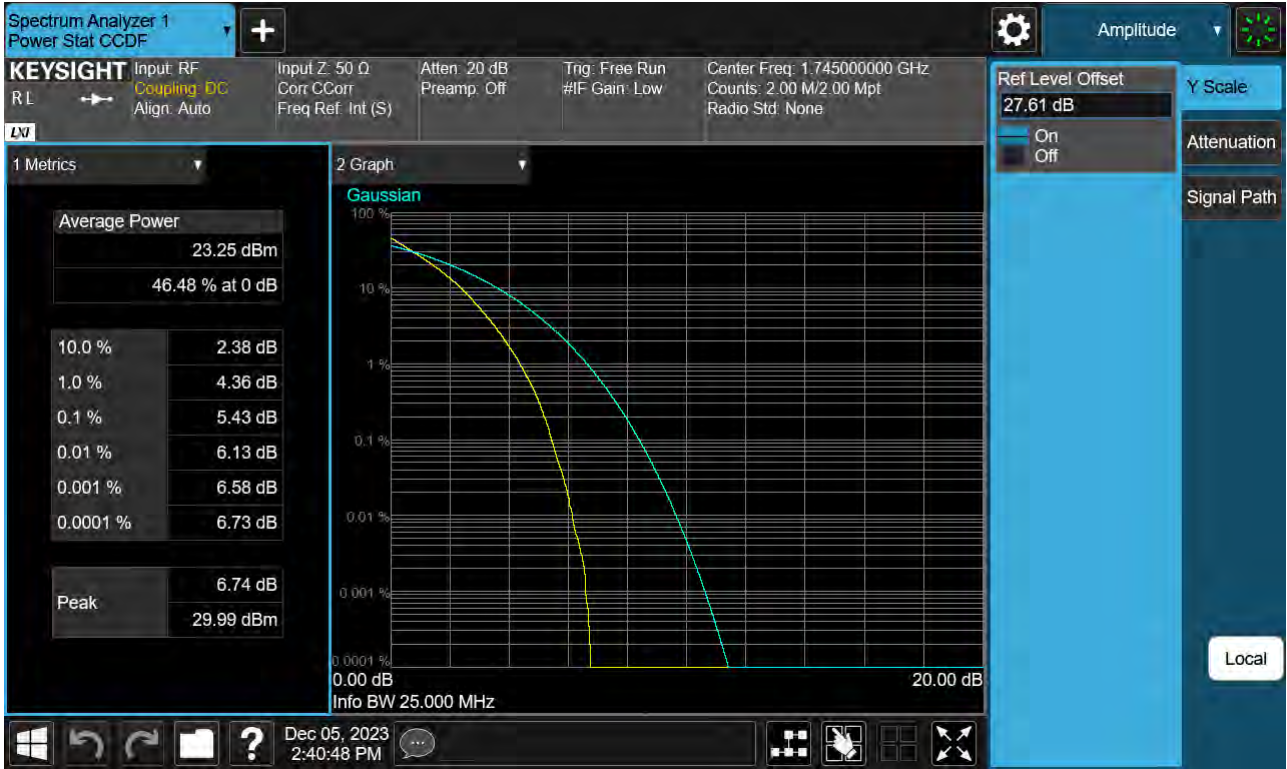 Spectrum Analyzer 1
Power Stat CCDF
Amplitude
KEYSIGHT
RL
LXI
Input: RF
Coupling: DC
Align: Auto
Input Z: 50 Ω
Corr CCorr
Freq Ref: Int (S)
Atten: 20 dB
Preamp: Off
Trig: Free Run
#IF Gain: Low
Center Freq: 1.745000000 GHz
Counts: 2.00 M/2.00 Mpt
Radio Std: None
Ref Level Offset
27.61 dB
On
Off
Y Scale
Attenuation
Signal Path
Local
1 Metrics
Average Power
23.25 dBm
46.48 % at 0 dB
10.0 % 2.38 dB
1.0 % 4.36 dB
0.1 % 5.43 dB
0.01 % 6.13 dB
0.001 % 6.58 dB
0.0001 % 6.73 dB
Peak
6.74 dB
29.99 dBm
2 Graph
Gaussian
100 %
10 %
1 %
0.1 %
0.01 %
0.001 %
0.0001 %
0.00 dB 20.00 dB
Info BW 25.000 MHz
?
Dec 05, 2023
2:40:48 PM